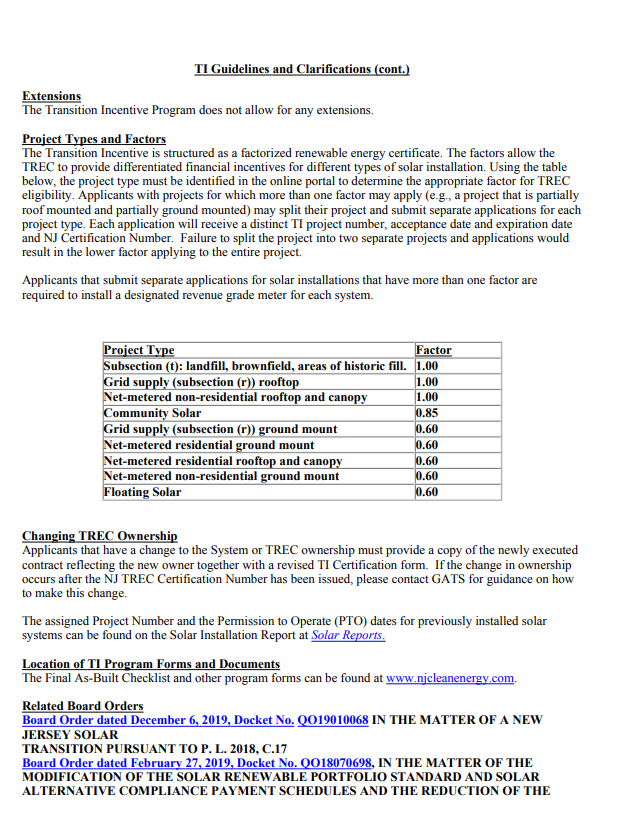 TI Guidelines and Clarifications (cont.)
Extensions
The Transition Incentive Program does not allow for any extensions.
Project Types and Factors
The Transition Incentive is structured as a factorized renewable energy certificate. The factors allow the
TREC to provide differentiated financial incentives for different types of solar installation. Using the table
below, the project type must be identified in the online portal to determine the appropriate factor for TREC
eligibility. Applicants with projects for which more than one factor may apply (e.g., a project that is partially
roof mounted and partially ground mounted) may split their project and submit separate applications for each
project type. Each application will receive a distinct TI project number, acceptance date and expiration date
and NJ Certification Number. Failure to split the project into two separate projects and applications would
result in the lower factor applying to the entire project.
Applicants that submit separate applications for solar installations that have more than one factor are
required to install a designated revenue grade meter for each system.
Project Type Factor
Subsection (t): landfill, brownfield, areas of historic fill. 1.00
Grid supply (subsection (r)) rooftop 1.00
Net-metered non-residential rooftop and canopy 1.00
Community Solar 0.85
Grid supply (subsection (r)) ground mount 0.60
Net-metered residential ground mount 0.60
Net-metered residential rooftop and canopy 0.60
Net-metered non-residential ground mount 0.60
Floating Solar 0.60
Changing TREC Ownership
Applicants that have a change to the System or TREC ownership must provide a copy of the newly executed
contract reflecting the new owner together with a revised TI Certification form. If the change in ownership
occurs after the NJ TREC Certification Number has been issued, please contact GATS for guidance on how
to make this change.
The assigned Project Number and the Permission to Operate (PTO) dates for previously installed solar
systems can be found on the Solar Installation Report at Solar Reports.
Location of TI Program Forms and Documents
The Final As-Built Checklist and other program forms can be found at www.njcleanenergy.com.
Related Board Orders
Board Order dated December 6, 2019, Docket No. QO19010068 IN THE MATTER OF A NEW
JERSEY SOLAR
TRANSITION PURSUANT TO P. L. 2018, C.17
Board Order dated February 27, 2019, Docket No. QO18070698, IN THE MATTER OF THE
MODIFICATION OF THE SOLAR RENEWABLE PORTFOLIO STANDARD AND SOLAR
ALTERNATIVE COMPLIANCE PAYMENT SCHEDULES AND THE REDUCTION OF THE